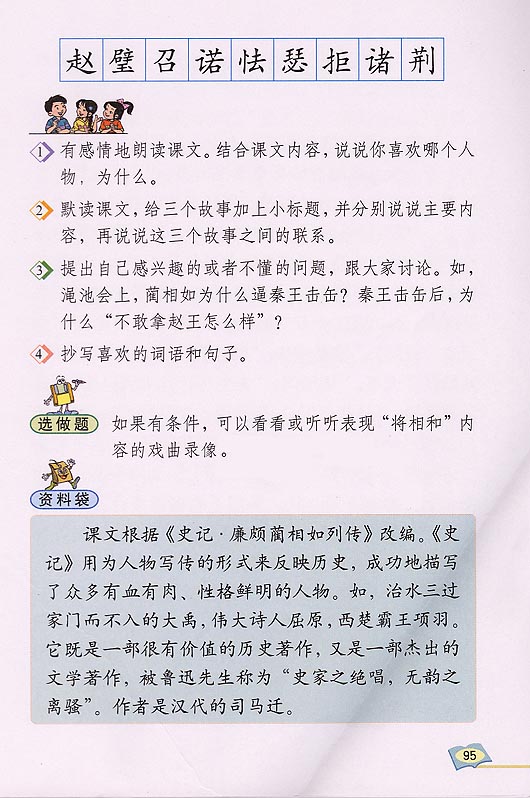 赵璧召诺怯瑟拒诸荆
1 有感情地朗读课文。结合课文内容，说说你喜欢哪个人
物，为什么。
2 默读课文，给三个故事加上小标题，并分别说说主要内
容，再说说这三个故事之间的联系。
3 提出自己感兴趣的或者不懂的问题，跟大家讨论。如，
渑池会上，蔺相如为什么逼秦王击缶？秦王击缶后，为
什么“不敢拿赵王怎么样”？
4 抄写喜欢的词语和句子。
选做题
如果有条件，可以看看或听听表现“将相和”内
容的戏曲录像。
资料袋
课文根据《史记·廉颇蔺相如列传》改编。《史
记》用为人物写传的形式来反映历史，成功地描写
了众多有血有肉、性格鲜明的人物。如，治水三过
家门而不入的大禹，伟大诗人屈原，西楚霸王项羽。
它既是一部很有价值的历史著作，又是一部杰出的
文学著作，被鲁迅先生称为“史家之绝唱，无韵之
离骚”。作者是汉代的司马迁。
95